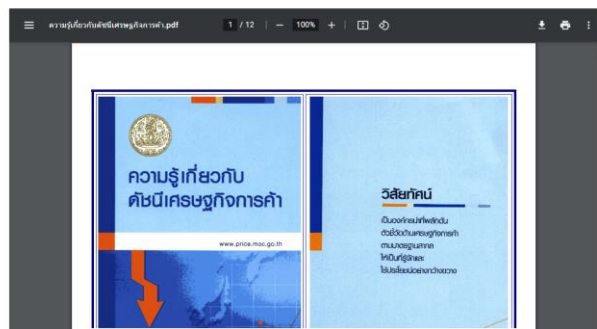 ความรู้เกี่ยวกับดัชนีเศรษฐกิจการค้า.pdf
1 / 12
100%
ความรู้เกี่ยวกับ
ดัชนีเศรษฐกิจการค้า
www.price.moc.go.th
วิสัยทัศน์
เป็นองค์กรนำที่ผลักดัน
ตัวชี้วัดด้านเศรษฐกิจการค้า
ตามมาตรฐานสากล
ให้เป็นที่รู้จักและ
ใช้ประโยชน์อย่างกว้างขวาง